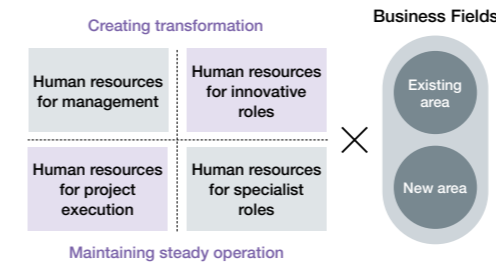 Creating transformation
Business Fields
Human resources
for management
Human resources
for innovative
roles
Existing
area
×
Human resources
for project
execution
Human resources
for specialist
roles
New area
Maintaining steady operation